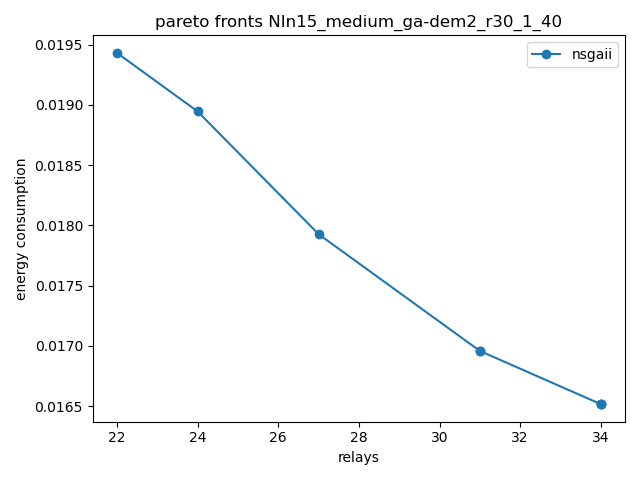 pareto fronts NIn15_medium_ga-dem2_r30_1_40
nsgaii
energy consumption
0.0195
0.0190
0.0185
0.0180
0.0175
0.0170
0.0165
22 24 26 28 30 32 34
relays